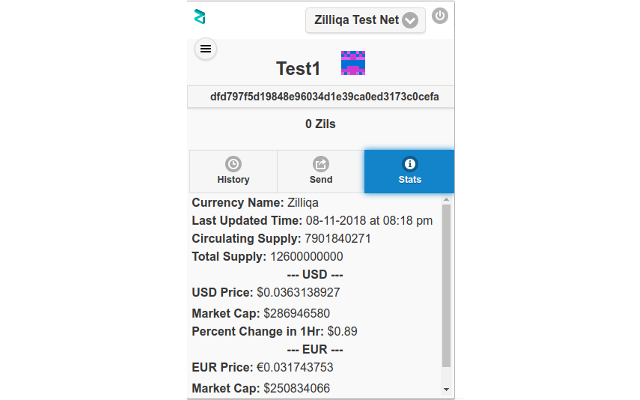 Zilliqa Test Net
Test1
dfd797f5d19848e96034d1e39ca0ed3173c0cefa
0 Zils
History Send Stats
Currency Name: Zilliqa
Last Updated Time: 08-11-2018 at 08:18 pm
Circulating Supply: 7901840271
Total Supply: 12600000000
--- USD ---
USD Price: $0.0363138927
Market Cap: $286946580
Percent Change in 1Hr: $0.89
--- EUR ---
EUR Price: €0.031743753
Market Cap: $250834066